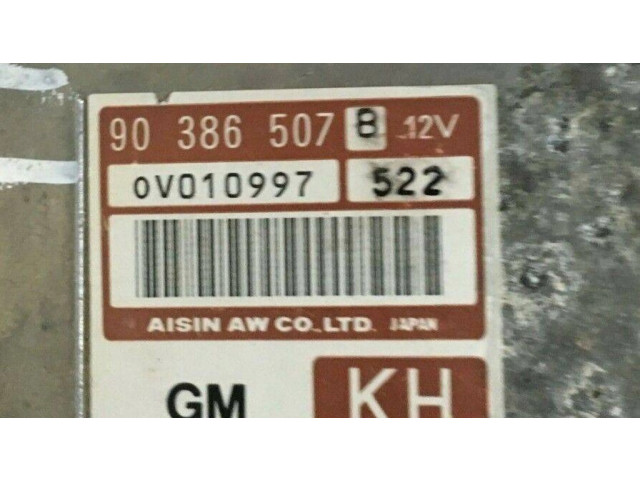 90 386 507 B 12V
0V010997 522
AISIN AW CO.,LTD. JAPAN
GM KH